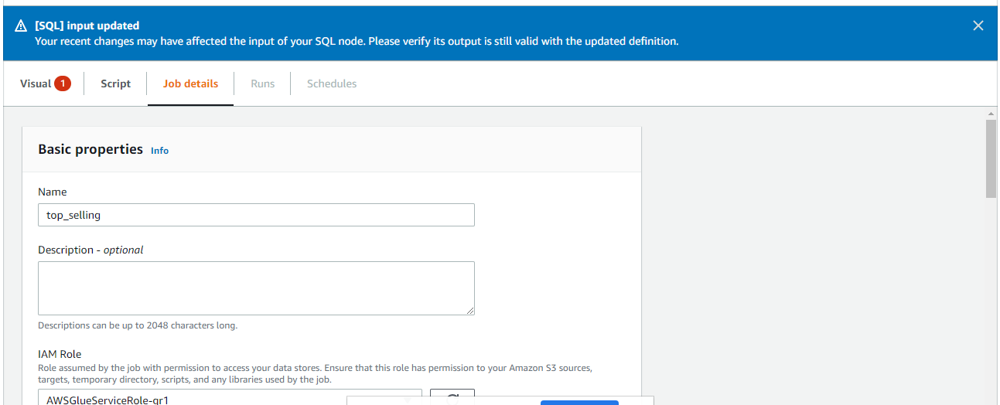 [SQL] input updated
Your recent changes may have affected the input of your SQL node. Please verify its output is still valid with the updated definition.
Visual 1 Script Job details Runs Schedules
Basic properties Info
Name
top_selling
Description - optional
Descriptions can be up to 2048 characters long.
IAM Role
Role assumed by the job with permission to access your data stores. Ensure that this role has permission to your Amazon S3 sources,
targets, temporary directory, scripts, and any libraries used by the job.
AWSGlueServiceRole-gr1